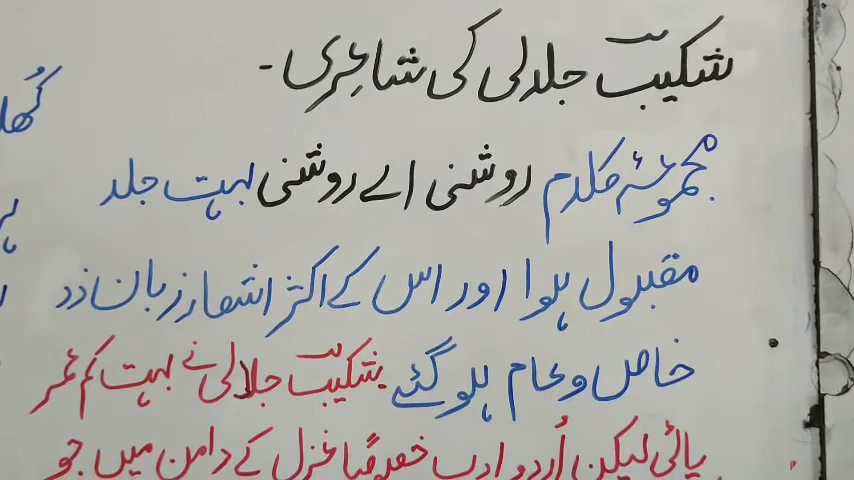 شکیبؔ جلالی کی شاعری۔
مجموعۂ کلام روشنی اے روشنی بہت جلد
مقبول ہوا اور اس کے اکثر اشعار زبان زد
خاص و عام ہو گئے شکیبؔ جلالی نے بہت کم عمر
پائی لیکن اُردو ادب خصوصًا غزل کے دامن میں جو